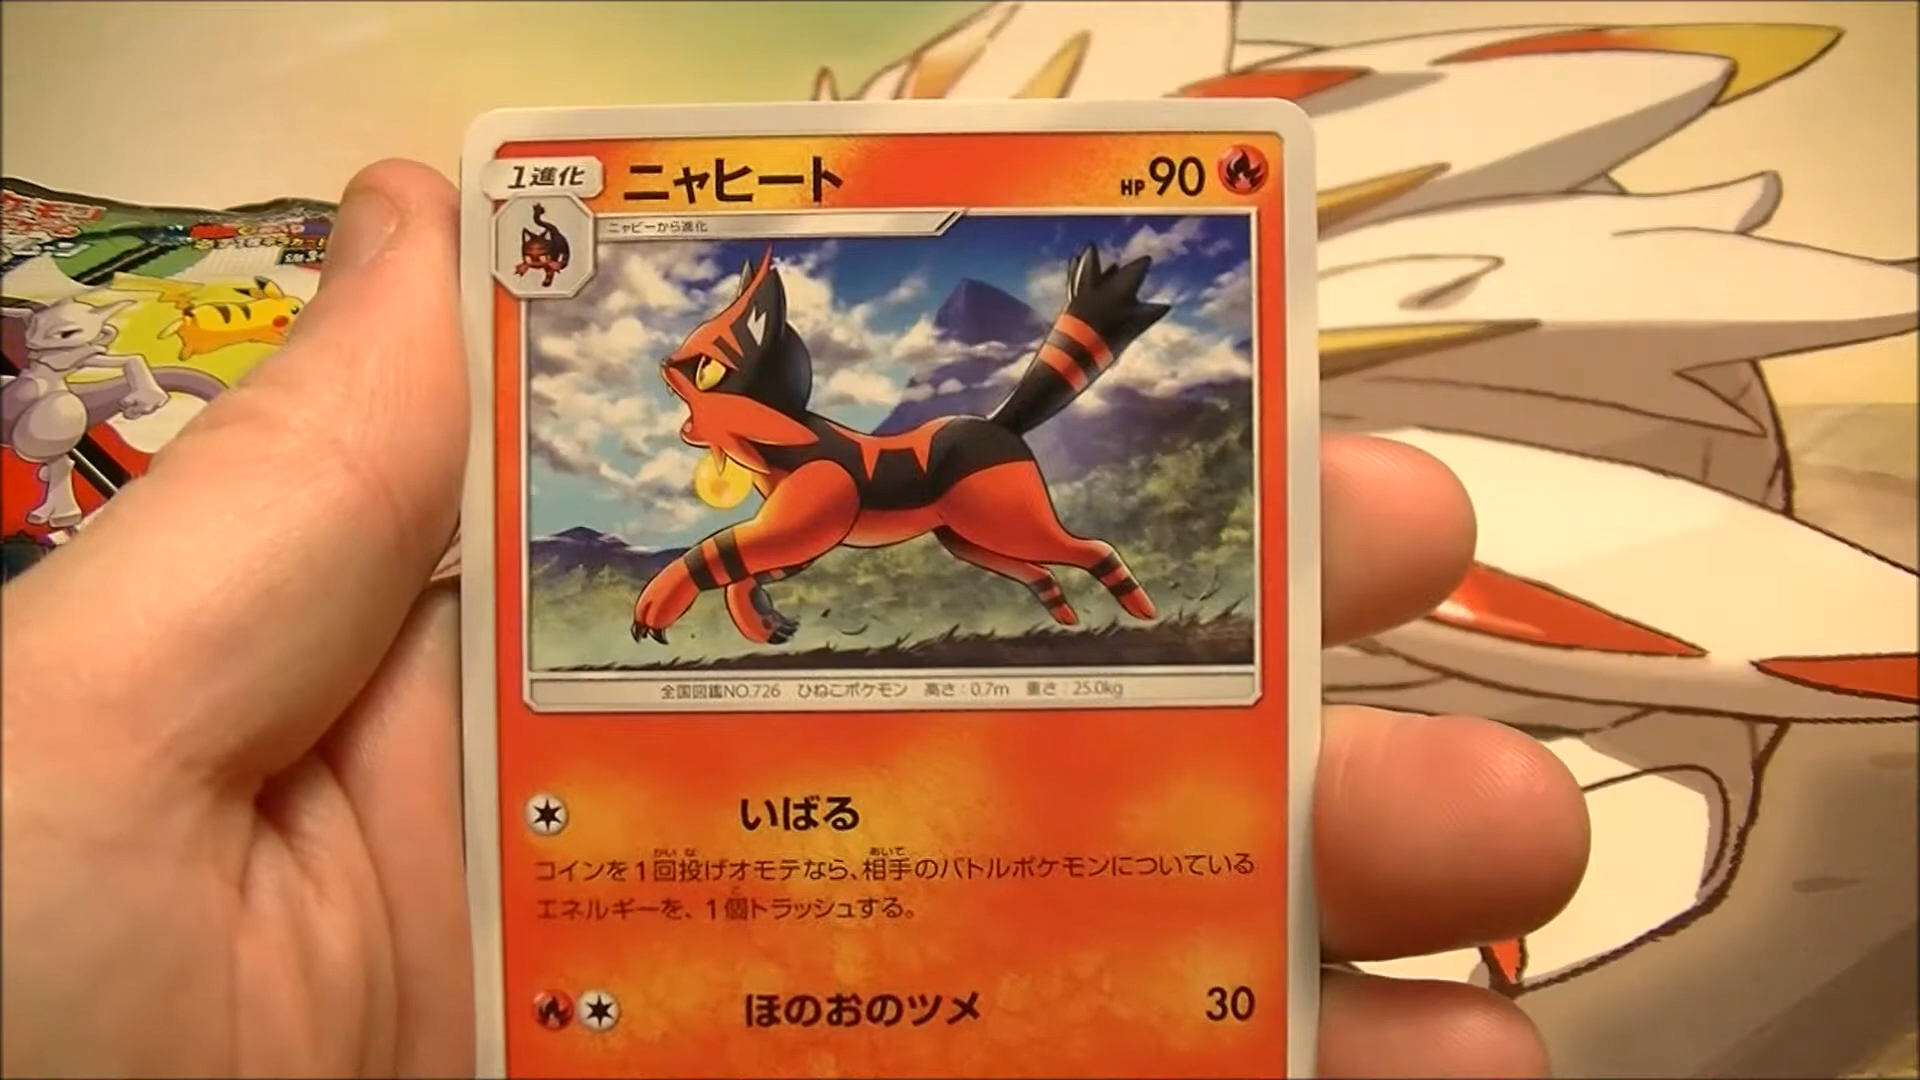 1進化 ニャヒート HP90
ニャビーから進化
全国図鑑NO.726 ひねこポケモン 高さ:0.7m 重さ:25.0kg
いばる
コインを1回投げオモテなら、相手のバトルポケモンについている
エネルギーを、1個トラッシュする。
ほのおのツメ 30